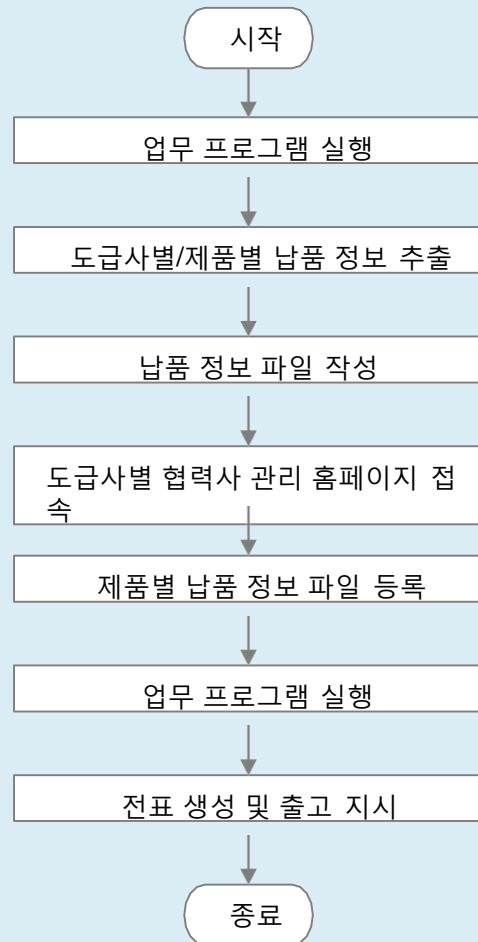 시작
업무 프로그램 실행
도급사별/제품별 납품 정보 추출
납품 정보 파일 작성
도급사별 협력사 관리 홈페이지 접
속
제품별 납품 정보 파일 등록
업무 프로그램 실행
전표 생성 및 출고 지시
종료